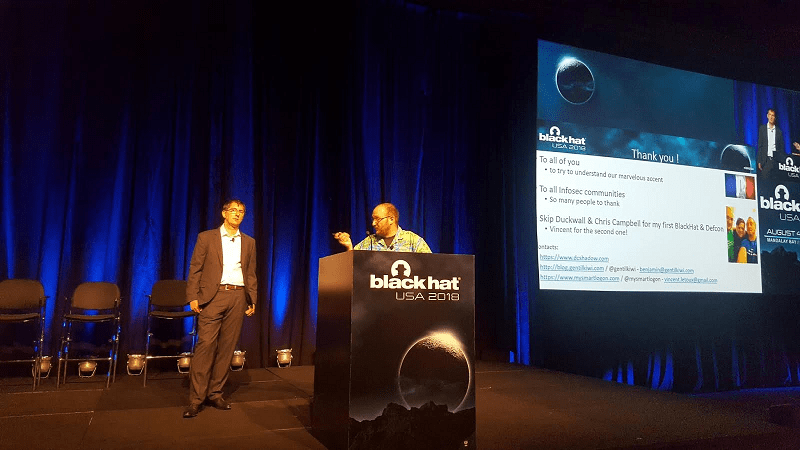 black hat
USA 2018
black hat
USA 2018
Thank you !
To all of you
• to try to understand our marvelous accent
To all Infosec communities
• So many people to thank
Skip Duckwall & Chris Campbell for my first BlackHat & Defcon
• Vincent for the second one!
Contacts:
https://www.dcshadow.com
http://blog.gentilkiwi.com / @gentilkiwi - benjamin@gentilkiwi.com
https://www.mysmartlogon.com / @mysmartlogon - vincent.letoux@gmail.com
black
USA
AUGUST 4
MANDALAY BAY